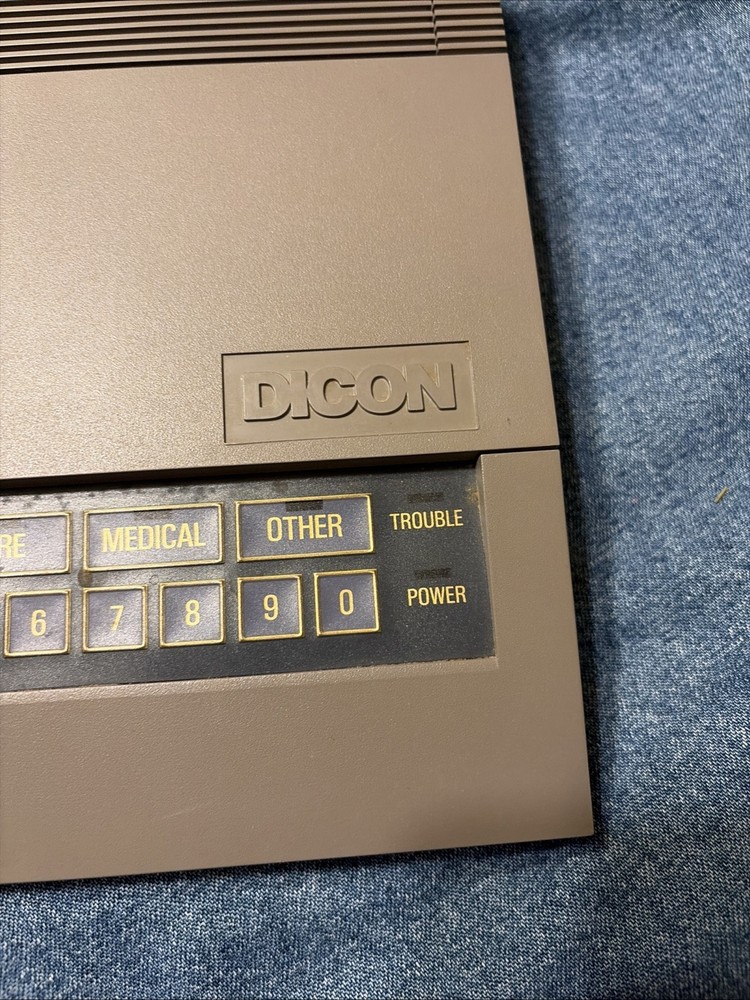 DICON
RE MEDICAL OTHER TROUBLE
6 7 8 9 0 POWER